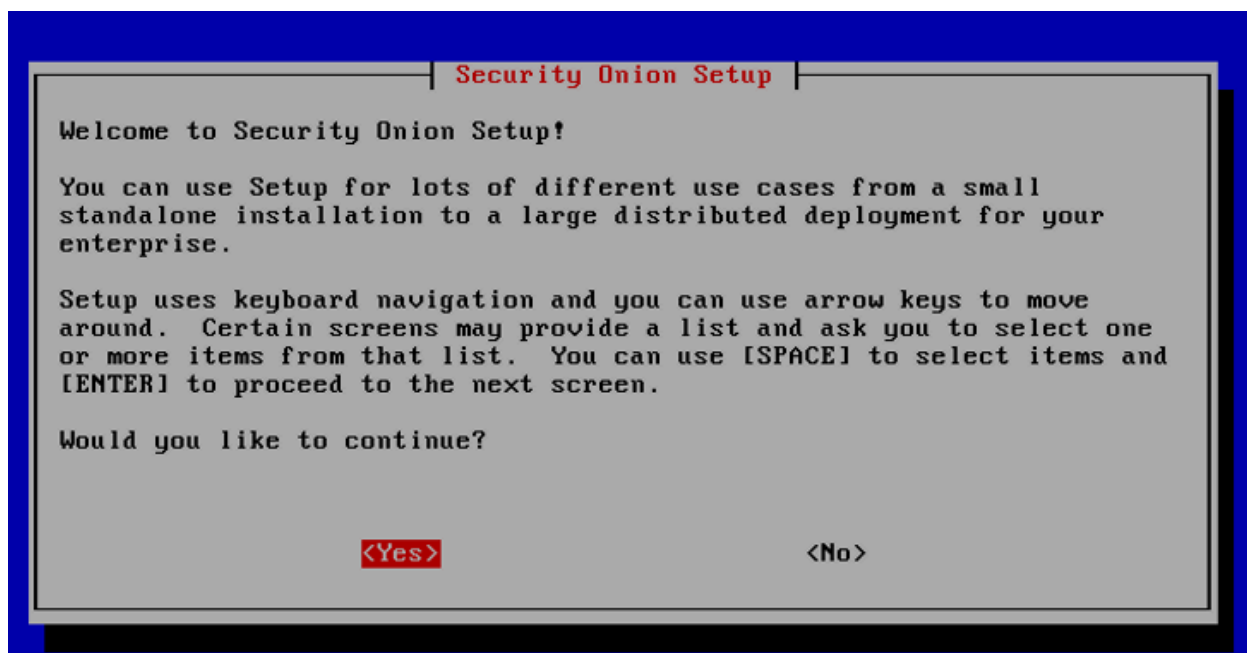 Security Onion Setup
Welcome to Security Onion Setup!
You can use Setup for lots of different use cases from a small
standalone installation to a large distributed deployment for your
enterprise.
Setup uses keyboard navigation and you can use arrow keys to move
around.  Certain screens may provide a list and ask you to select one
or more items from that list.  You can use [SPACE] to select items and
[ENTER] to proceed to the next screen.
Would you like to continue?
<Yes> <No>